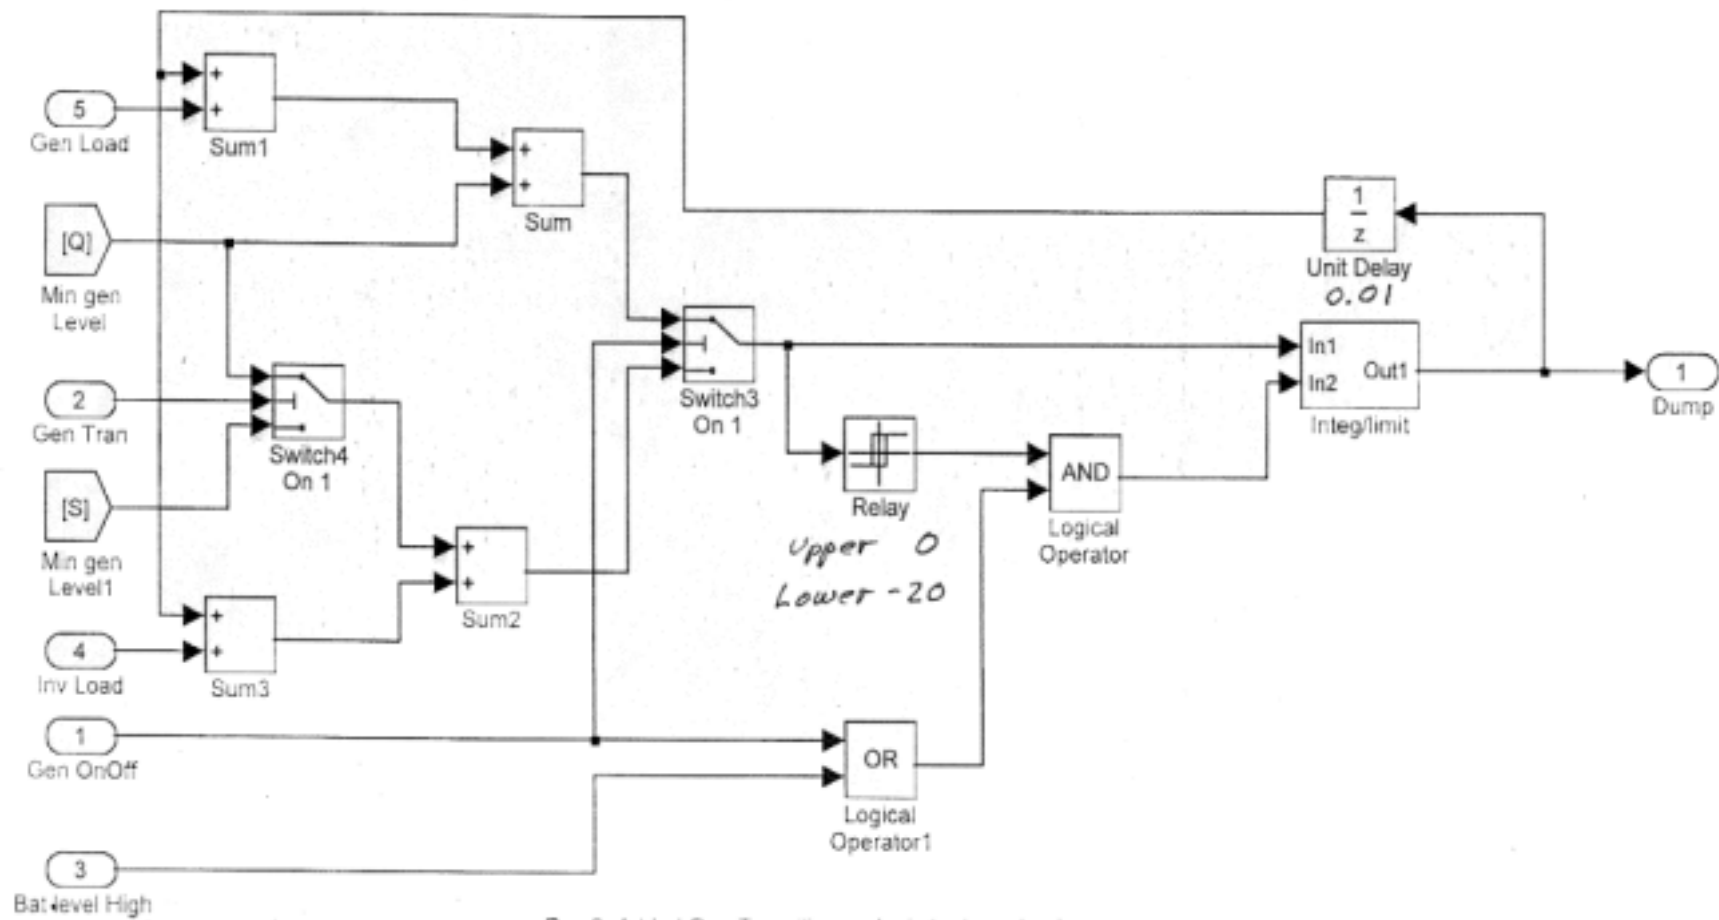 +
+
Sum1
5
Gen Load
+
+
Sum
[Q]
Min gen
Level
1
z
Unit Delay
0.01
In1
In2
Out1
Integ/limit
1
Dump
2
Gen Tran
Switch4
On 1
Switch3
On 1
Relay
Upper 0
Lower -20
AND
Logical
Operator
[S]
Min gen
Level1
+
+
Sum2
+
+
Sum3
4
Inv Load
1
Gen OnOff
OR
Logical
Operator1
3
Bat level High